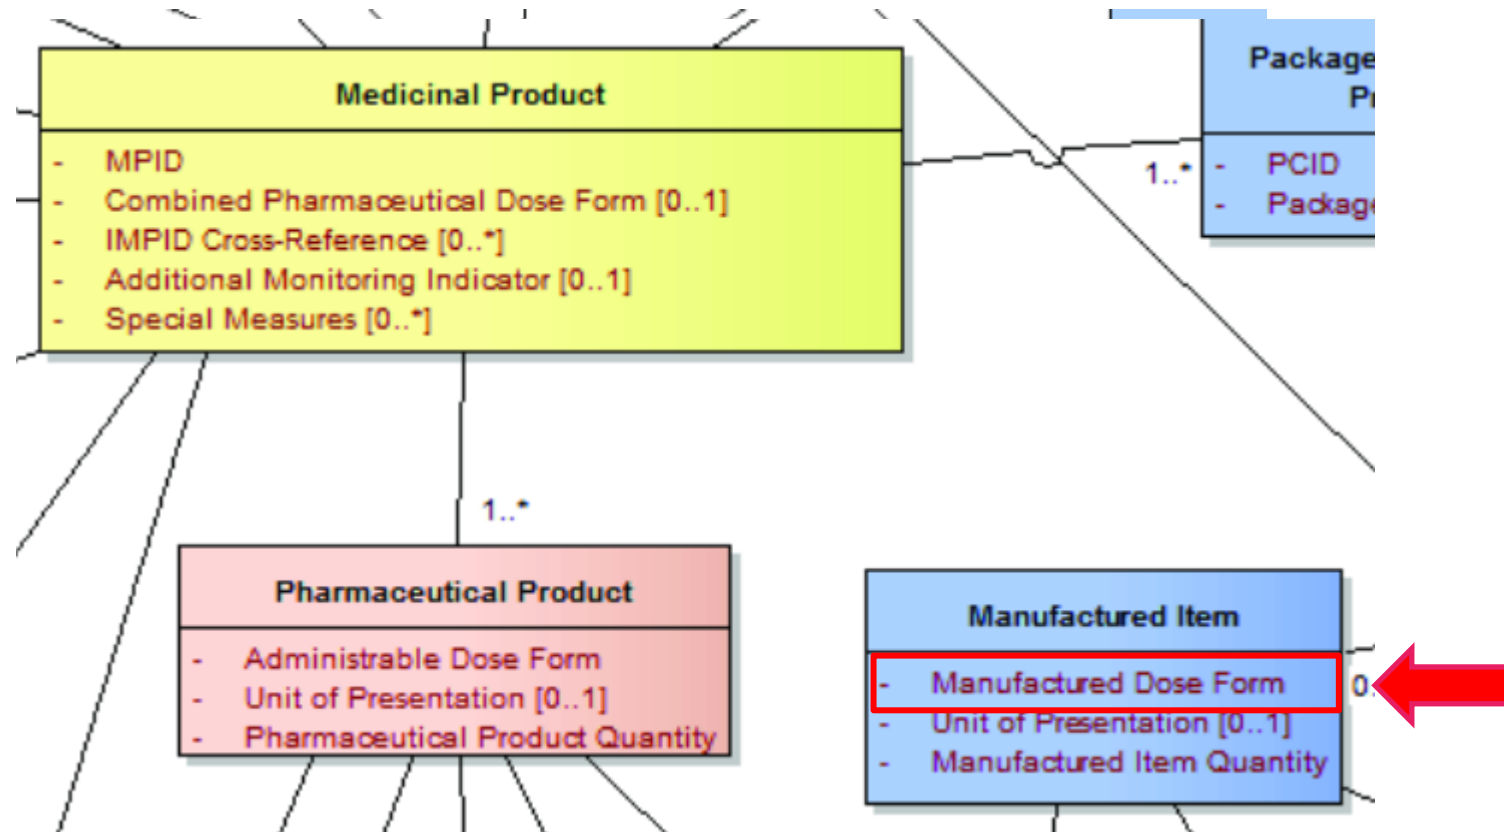 Medicinal Product
- MPID
- Combined Pharmaceutical Dose Form [0..1]
- IMPID Cross-Reference [0..*]
- Additional Monitoring Indicator [0..1]
- Special Measures [0..*]
Package
1..*
- PCID
- Package
1..*
Pharmaceutical Product
- Administrable Dose Form
- Unit of Presentation [0..1]
- Pharmaceutical Product Quantity
Manufactured Item
- Manufactured Dose Form
- Unit of Presentation [0..1]
- Manufactured Item Quantity